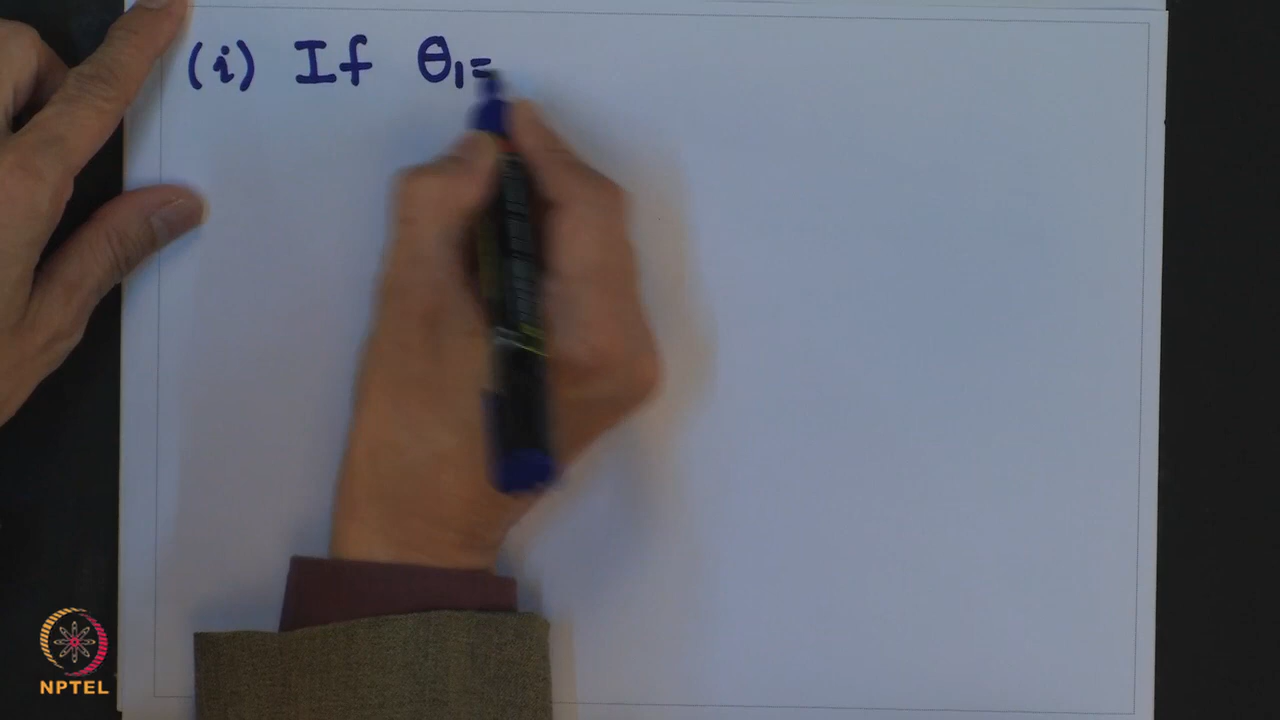 (i) If θ₁=
NPTEL